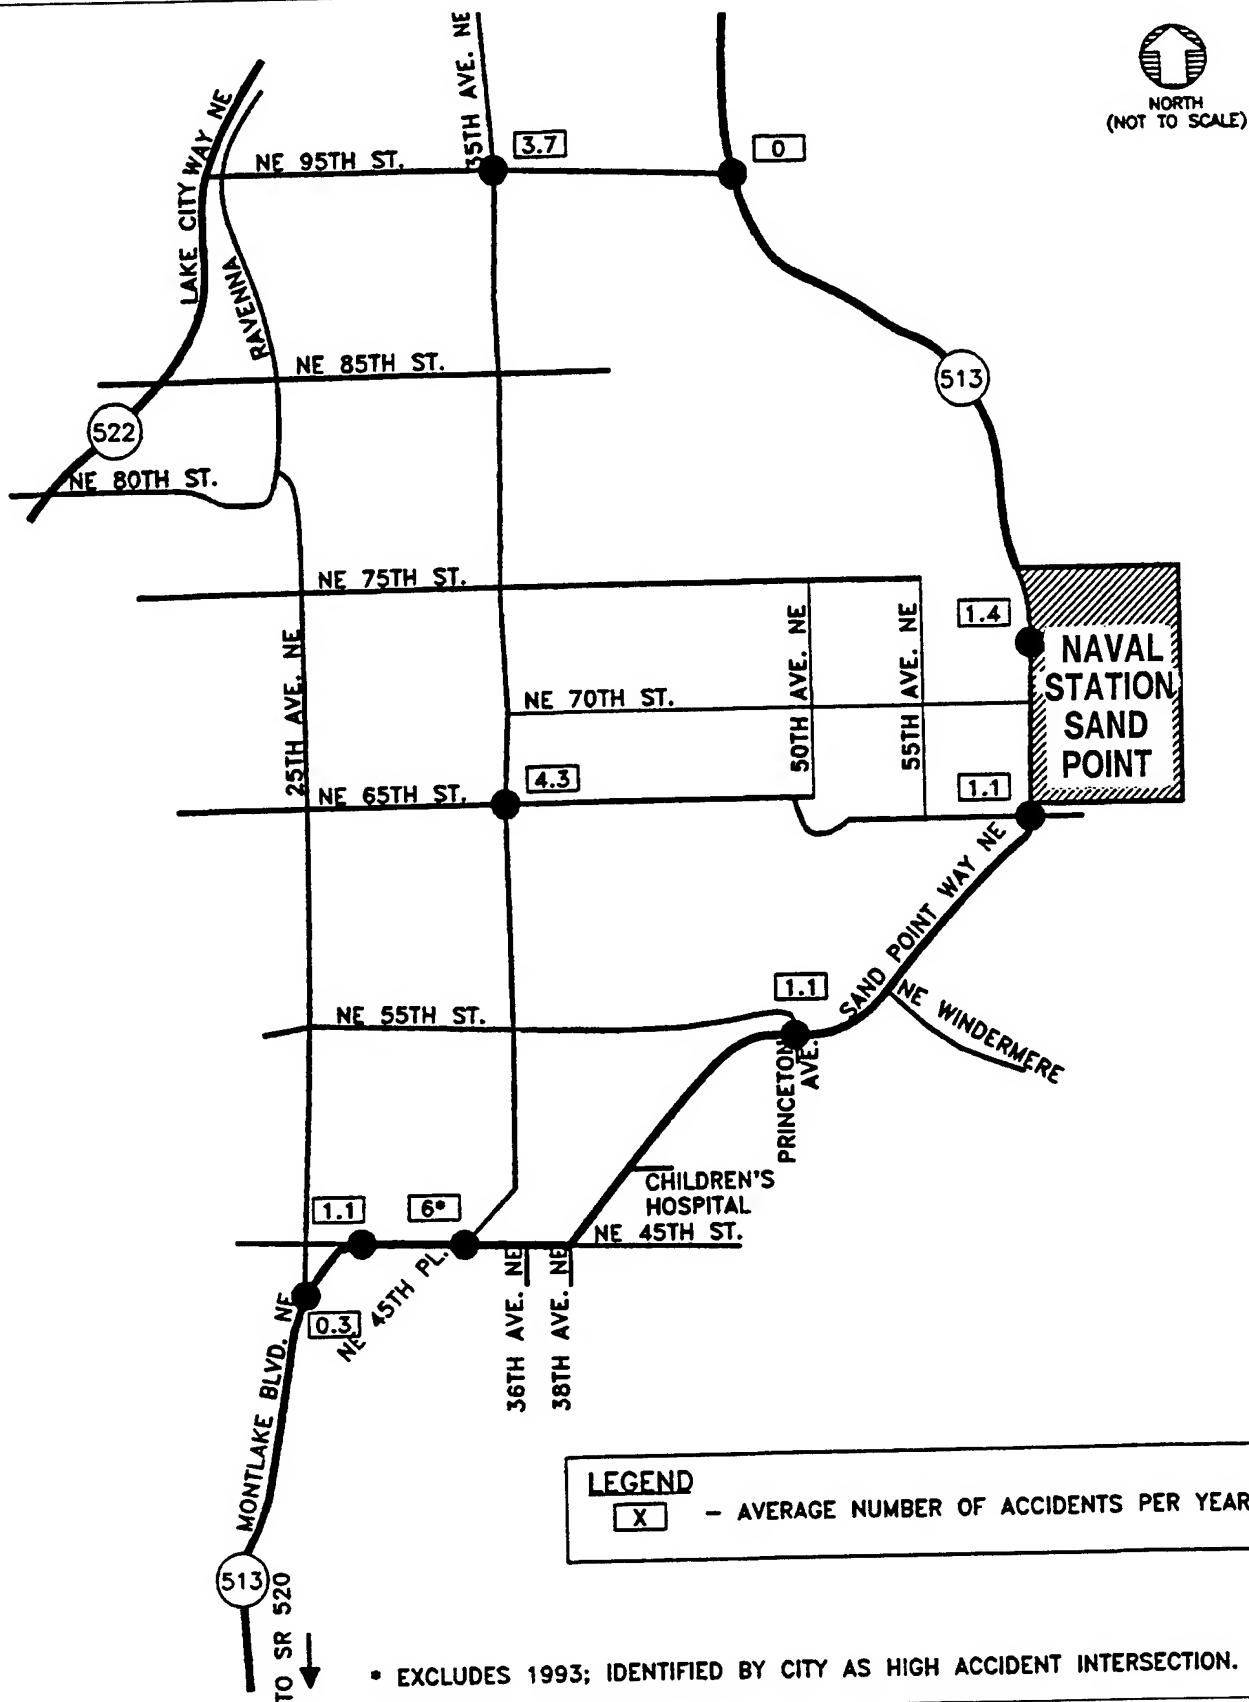 NORTH
(NOT TO SCALE)
35TH AVE. NE
3.7
0
NE 95TH ST.
LAKE CITY WAY NE
RAVENNA
NE 85TH ST.
513
522
NE 80TH ST.
NE 75TH ST.
1.4
50TH AVE. NE
55TH AVE. NE
NAVAL
STATION
SAND
POINT
25TH AVE. NE
NE 70TH ST.
4.3
1.1
NE 65TH ST.
SAND POINT WAY NE
1.1
NE WINDERMERE
NE 55TH ST.
PRINCETON
AVE.
CHILDREN'S
HOSPITAL
1.1
6*
NE 45TH ST.
NE 45TH PL.
0.3
36TH AVE. NE
38TH AVE. NE
MONTLAKE BLVD. NE
LEGEND
X - AVERAGE NUMBER OF ACCIDENTS PER YEAR
513
TO SR 520
* EXCLUDES 1993; IDENTIFIED BY CITY AS HIGH ACCIDENT INTERSECTION.